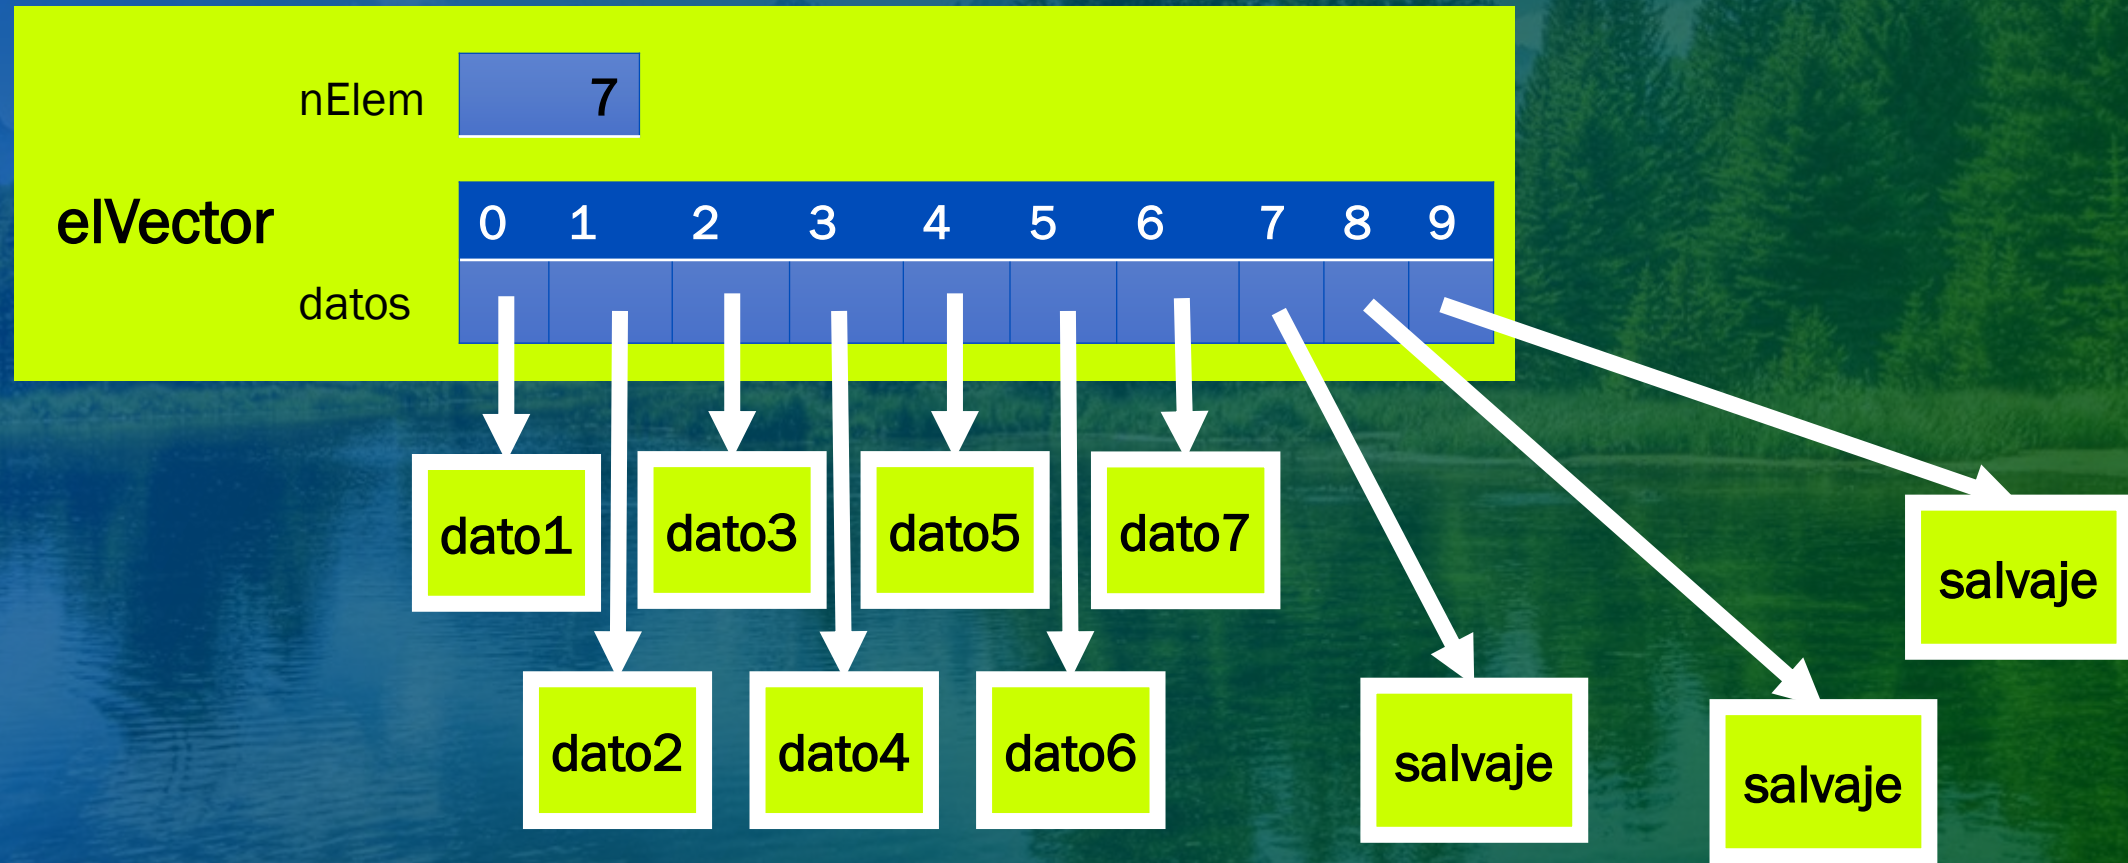 nElem
7
elVector
0 1 2 3 4 5 6 7 8 9
datos
dato1
dato3
dato5
dato7
salvaje
dato2
dato4
dato6
salvaje
salvaje